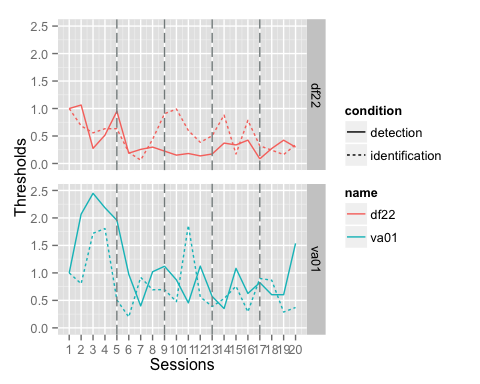 2.5
2.0
1.5
1.0
0.5
0.0
df22
2.5
2.0
1.5
1.0
0.5
0.0
va01
Thresholds
1 2 3 4 5 6 7 8 9 10 11 12 13 14 15 16 17 18 19 20
Sessions
condition
detection
identification
name
df22
va01